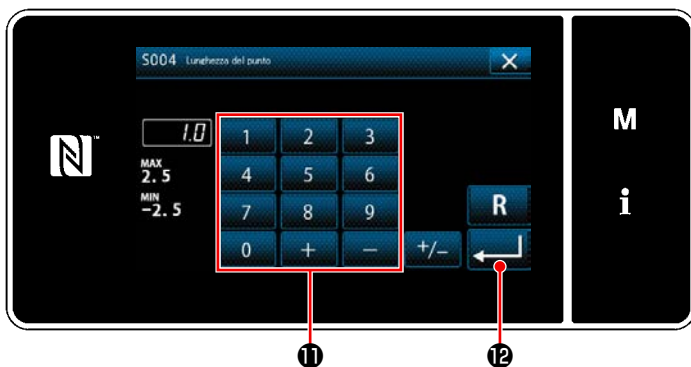 S004 Lunghezza del punto
1.0
1 2 3
MAX
2.5
4 5 6
MIN
-2.5
7 8 9
R
0 + − +/−
M
i
⓫ ⓬